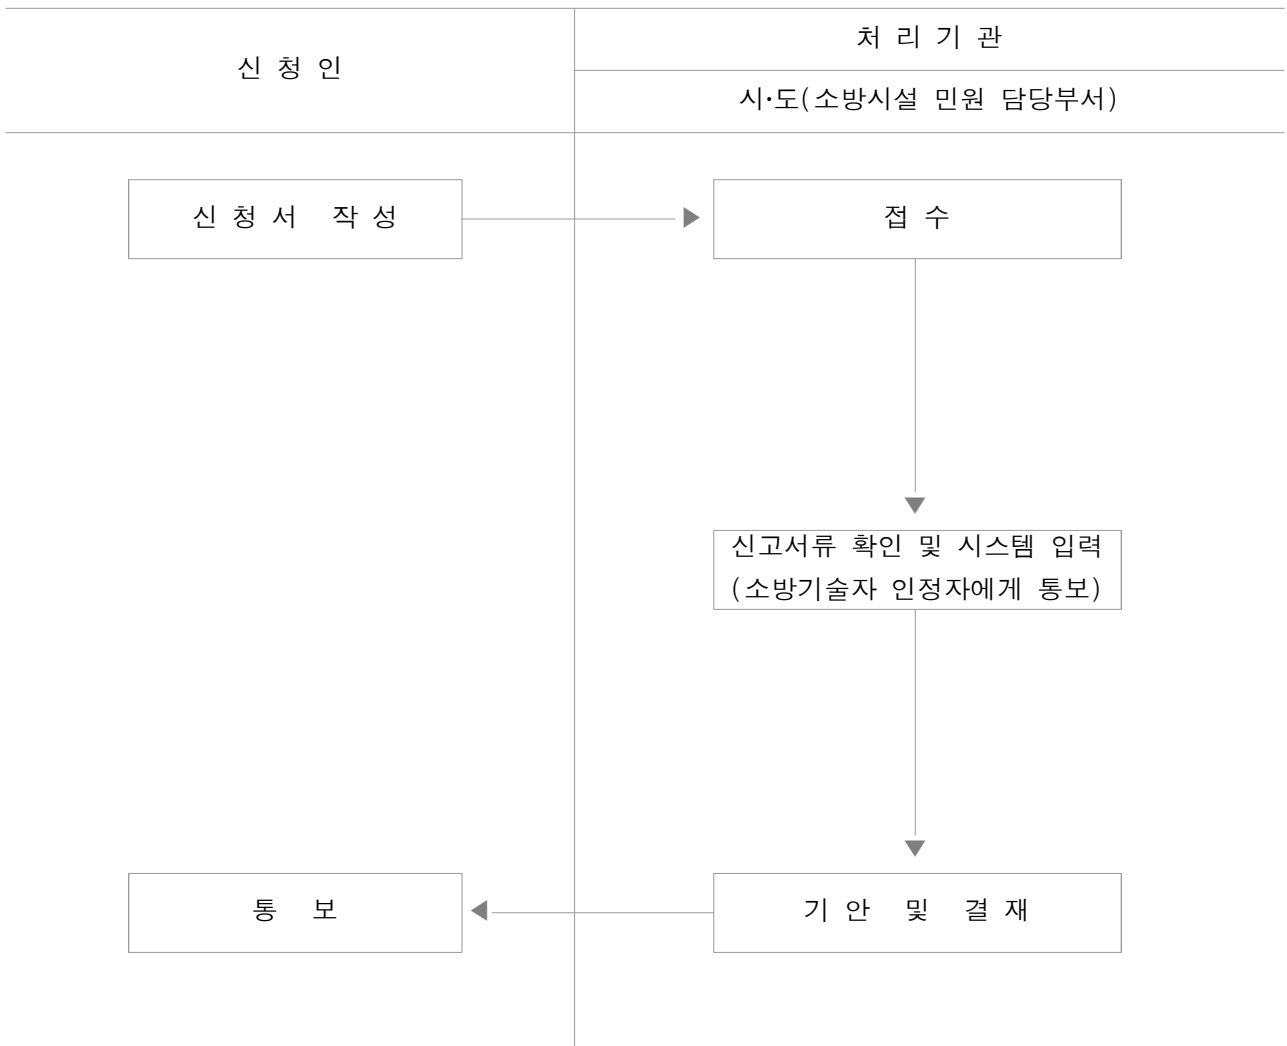 신 청 인
처 리 기 관
시·도(소방시설 민원 담당부서)
신 청 서 작 성
접 수
신고서류 확인 및 시스템 입력
(소방기술자 인정자에게 통보)
통 보
기 안 및 결 재